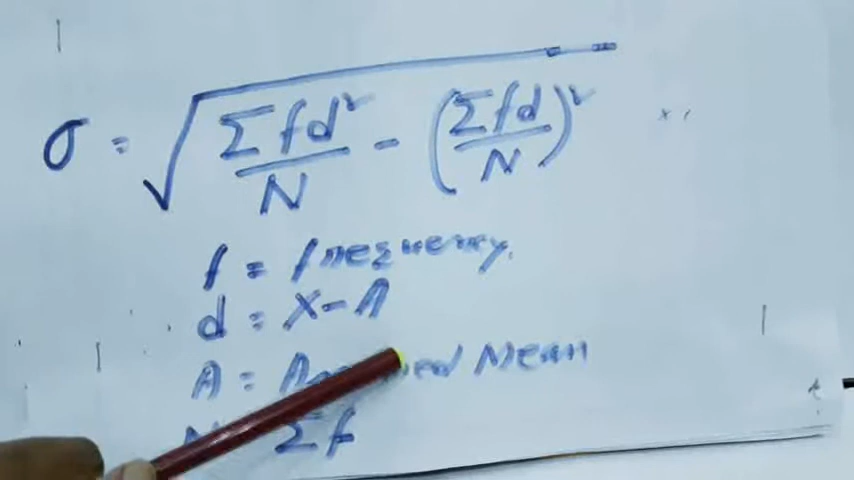 σ = √(Σfd²/N - (Σfd/N)²)
f = frequency.
d = X-A
A = Mean
Σf